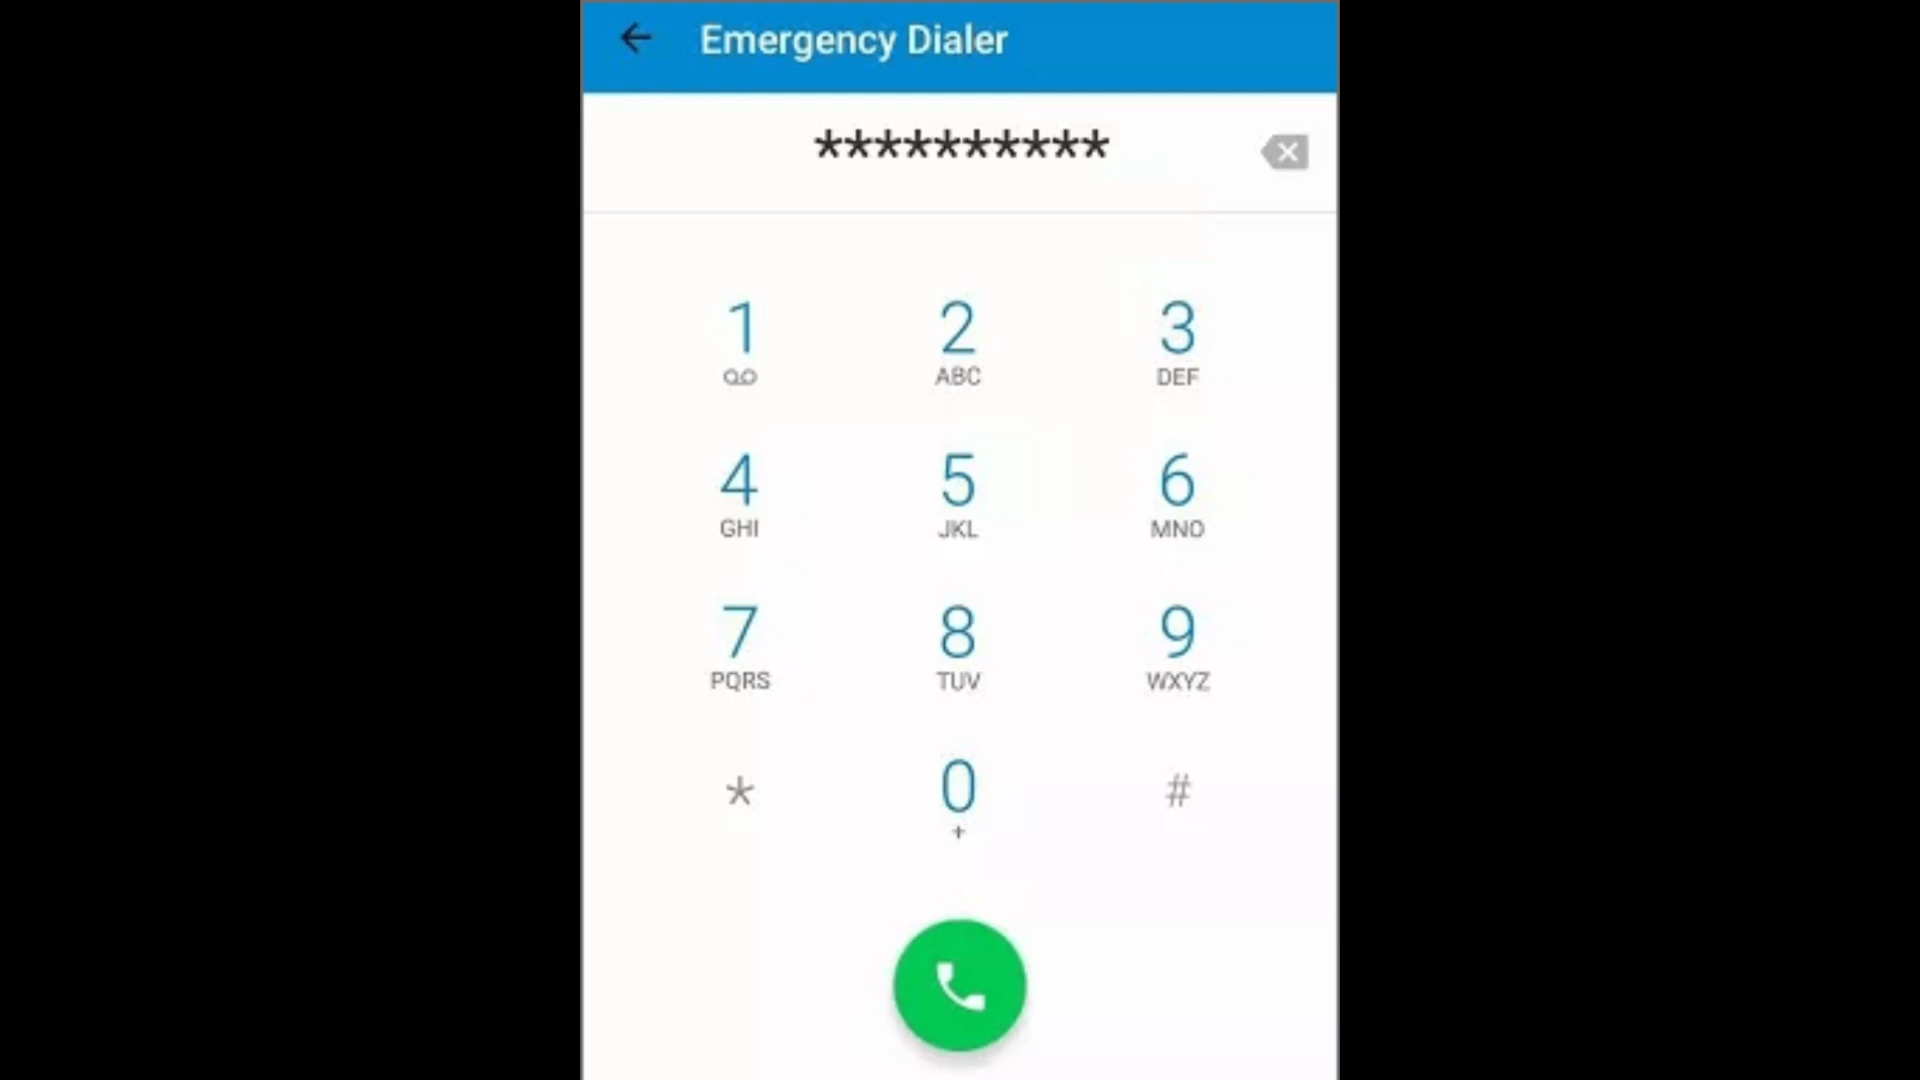 Emergency Dialer
**********
1 2 3
ABC DEF
4 5 6
GHI JKL MNO
7 8 9
PQRS TUV WXYZ
* 0 #
+